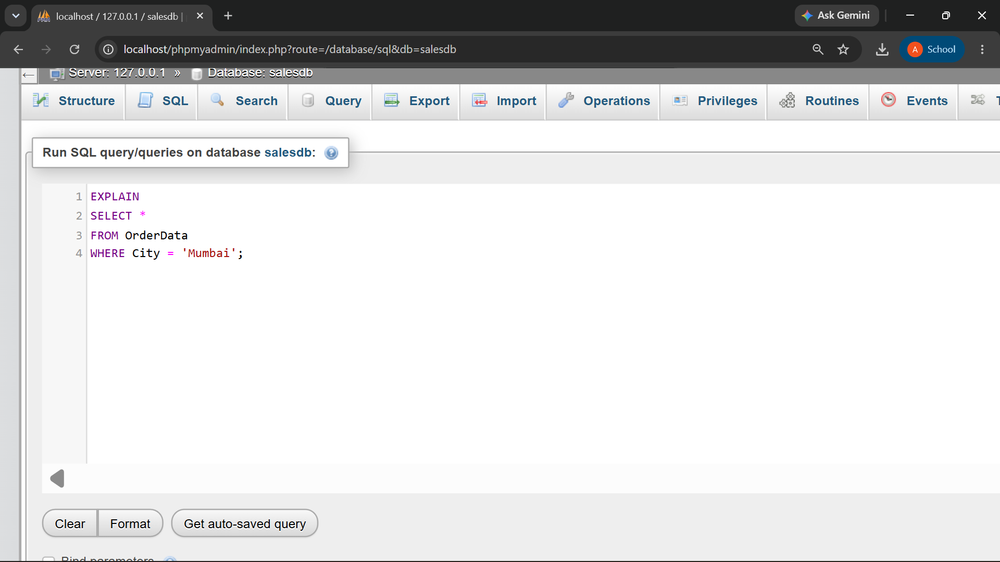 localhost / 127.0.0.1 / salesdb |
Ask Gemini
localhost/phpmyadmin/index.php?route=/database/sql&db=salesdb
A School
Server: 127.0.0.1 » Database: salesdb
Structure SQL Search Query Export Import Operations Privileges Routines Events
Run SQL query/queries on database salesdb:
1 EXPLAIN
2 SELECT *
3 FROM OrderData
4 WHERE City = 'Mumbai';
Clear Format Get auto-saved query
Bind parameters